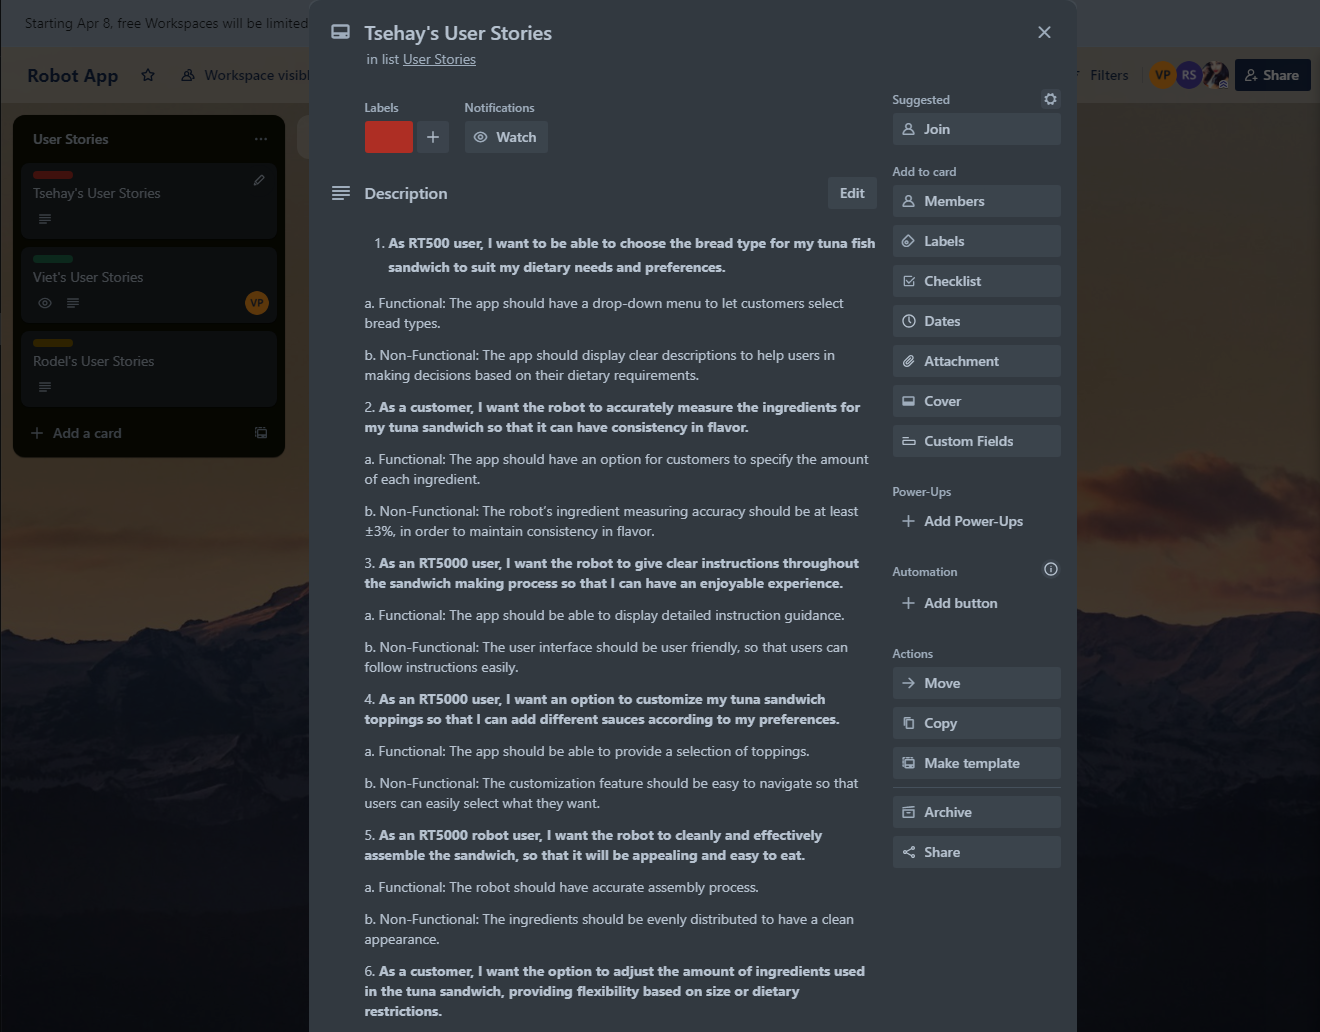 Starting Apr 8, free Workspaces will be limited
Robot App
Workspace visibl
Filters
VP
RS
Share
User Stories
Tsehay's User Stories
Viet's User Stories
VP
Rodel's User Stories
Add a card
Tsehay's User Stories
in list User Stories
Labels
Notifications
Watch
Description
Edit
1. As RT500 user, I want to be able to choose the bread type for my tuna fish
sandwich to suit my dietary needs and preferences.
a. Functional: The app should have a drop-down menu to let customers select
bread types.
b. Non-Functional: The app should display clear descriptions to help users in
making decisions based on their dietary requirements.
2. As a customer, I want the robot to accurately measure the ingredients for
my tuna sandwich so that it can have consistency in flavor.
a. Functional: The app should have an option for customers to specify the amount
of each ingredient.
b. Non-Functional: The robot's ingredient measuring accuracy should be at least
±3%, in order to maintain consistency in flavor.
3. As an RT5000 user, I want the robot to give clear instructions throughout
the sandwich making process so that I can have an enjoyable experience.
a. Functional: The app should be able to display detailed instruction guidance.
b. Non-Functional: The user interface should be user friendly, so that users can
follow instructions easily.
4. As an RT5000 user, I want an option to customize my tuna sandwich
toppings so that I can add different sauces according to my preferences.
a. Functional: The app should be able to provide a selection of toppings.
b. Non-Functional: The customization feature should be easy to navigate so that
users can easily select what they want.
5. As an RT5000 robot user, I want the robot to cleanly and effectively
assemble the sandwich, so that it will be appealing and easy to eat.
a. Functional: The robot should have accurate assembly process.
b. Non-Functional: The ingredients should be evenly distributed to have a clean
appearance.
6. As a customer, I want the option to adjust the amount of ingredients used
in the tuna sandwich, providing flexibility based on size or dietary
restrictions.
Suggested
Join
Add to card
Members
Labels
Checklist
Dates
Attachment
Cover
Custom Fields
Power-Ups
Add Power-Ups
Automation
Add button
Actions
Move
Copy
Make template
Archive
Share